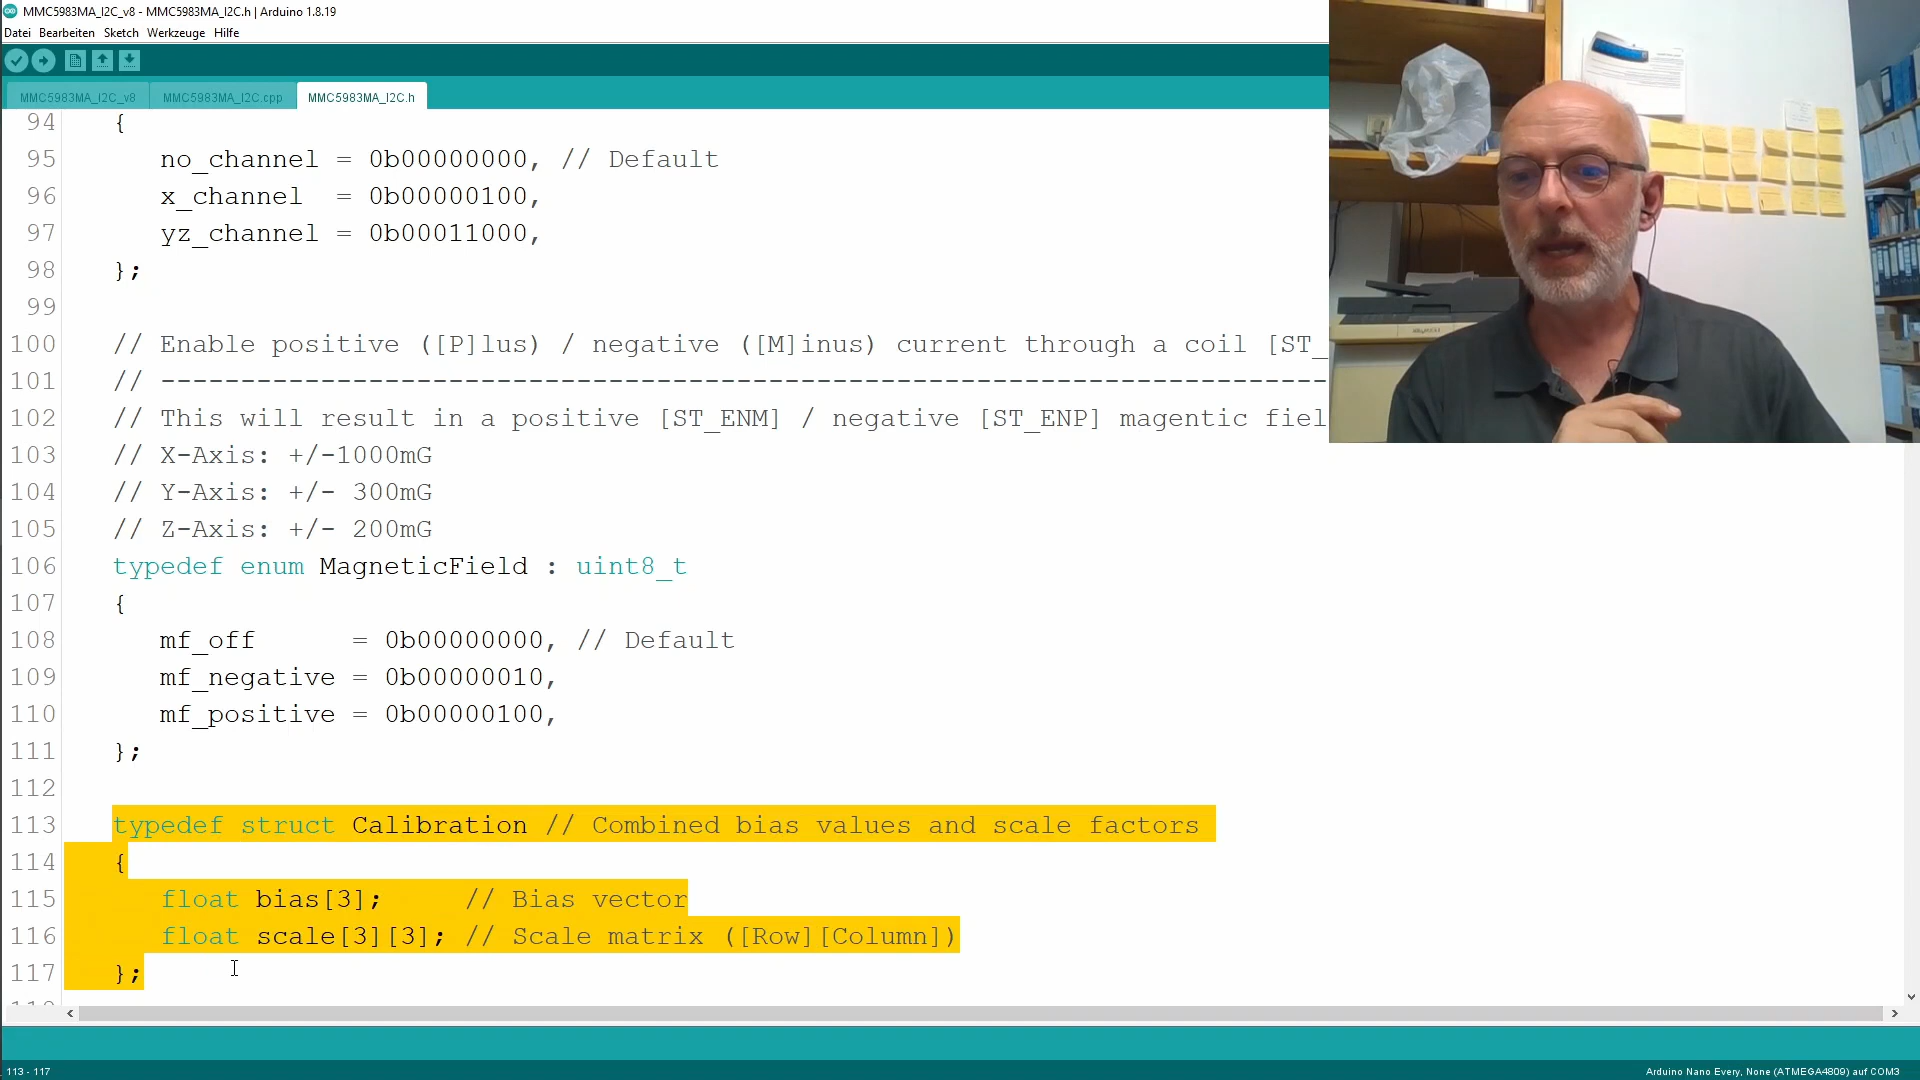 MMC5983MA_I2C_v8 - MMC5983MA_I2C.h | Arduino 1.8.19
Datei Bearbeiten Sketch Werkzeuge Hilfe
MMC5983MA_I2C_v8 MMC5983MA_I2C.cpp MMC5983MA_I2C.h
94 {
95 no_channel = 0b00000000, // Default
96 x_channel = 0b00000100,
97 yz_channel = 0b00011000,
98 };
99
100 // Enable positive ([P]lus) / negative ([M]inus) current through a coil [ST_
101 // -------------------------------------------------------------------------
102 // This will result in a positive [ST_ENM] / negative [ST_ENP] magentic fiel
103 // X-Axis: +/-1000mG
104 // Y-Axis: +/- 300mG
105 // Z-Axis: +/- 200mG
106 typedef enum MagneticField : uint8_t
107 {
108 mf_off = 0b00000000, // Default
109 mf_negative = 0b00000010,
110 mf_positive = 0b00000100,
111 };
112
113 typedef struct Calibration // Combined bias values and scale factors
114 {
115 float bias[3]; // Bias vector
116 float scale[3][3]; // Scale matrix ([Row][Column])
117 };
113 - 117 Arduino Nano Every, None (ATMEGA4809) auf COM3